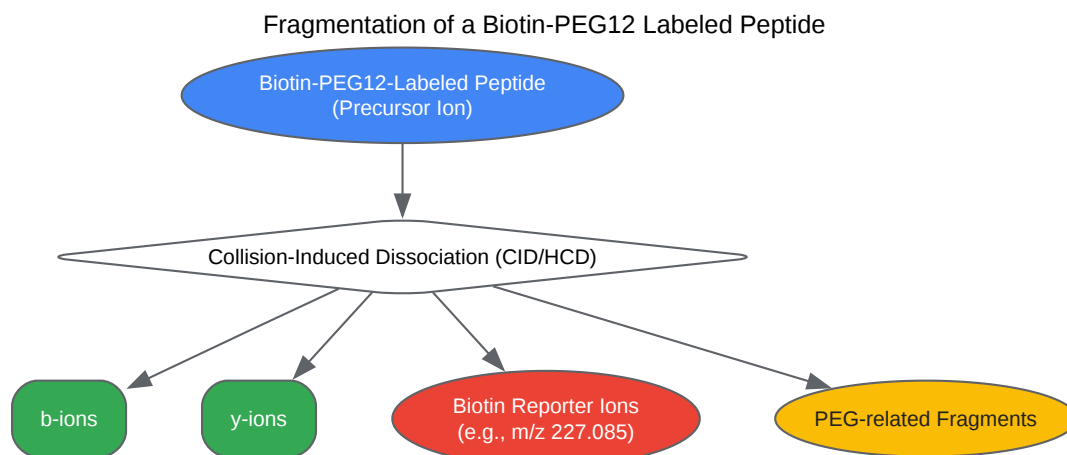 Fragmentation of a Biotin-PEG12 Labeled Peptide
Biotin-PEG12-Labeled Peptide
(Precursor Ion)
Collision-Induced Dissociation (CID/HCD)
b-ions
y-ions
Biotin Reporter Ions
(e.g., m/z 227.085)
PEG-related Fragments